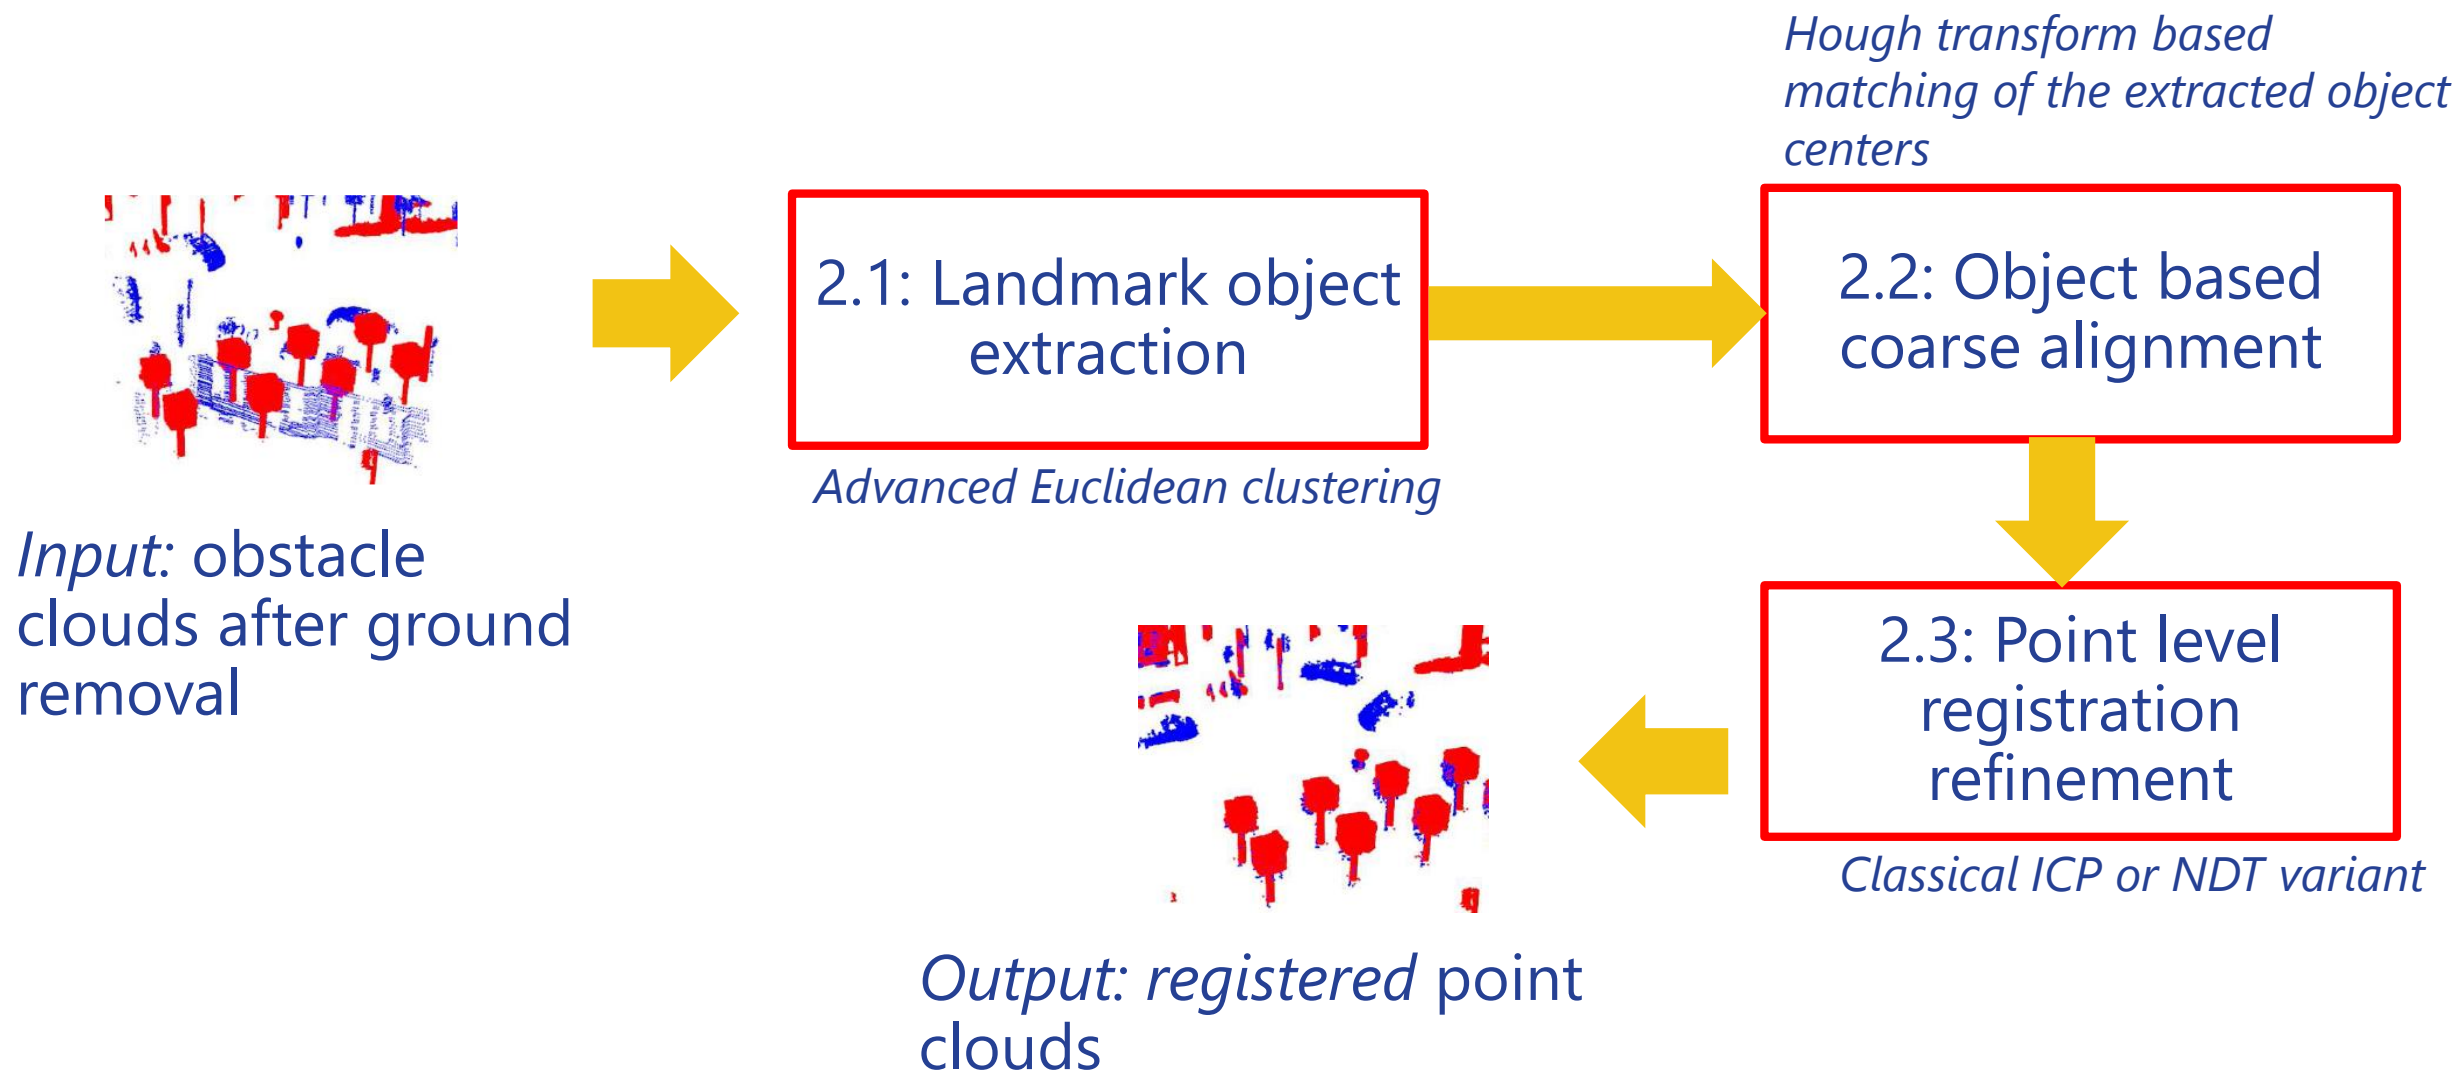 Hough transform based
matching of the extracted object
centers
2.1: Landmark object
extraction
2.2: Object based
coarse alignment
Advanced Euclidean clustering
Input: obstacle
clouds after ground
removal
2.3: Point level
registration
refinement
Classical ICP or NDT variant
Output: registered point
clouds